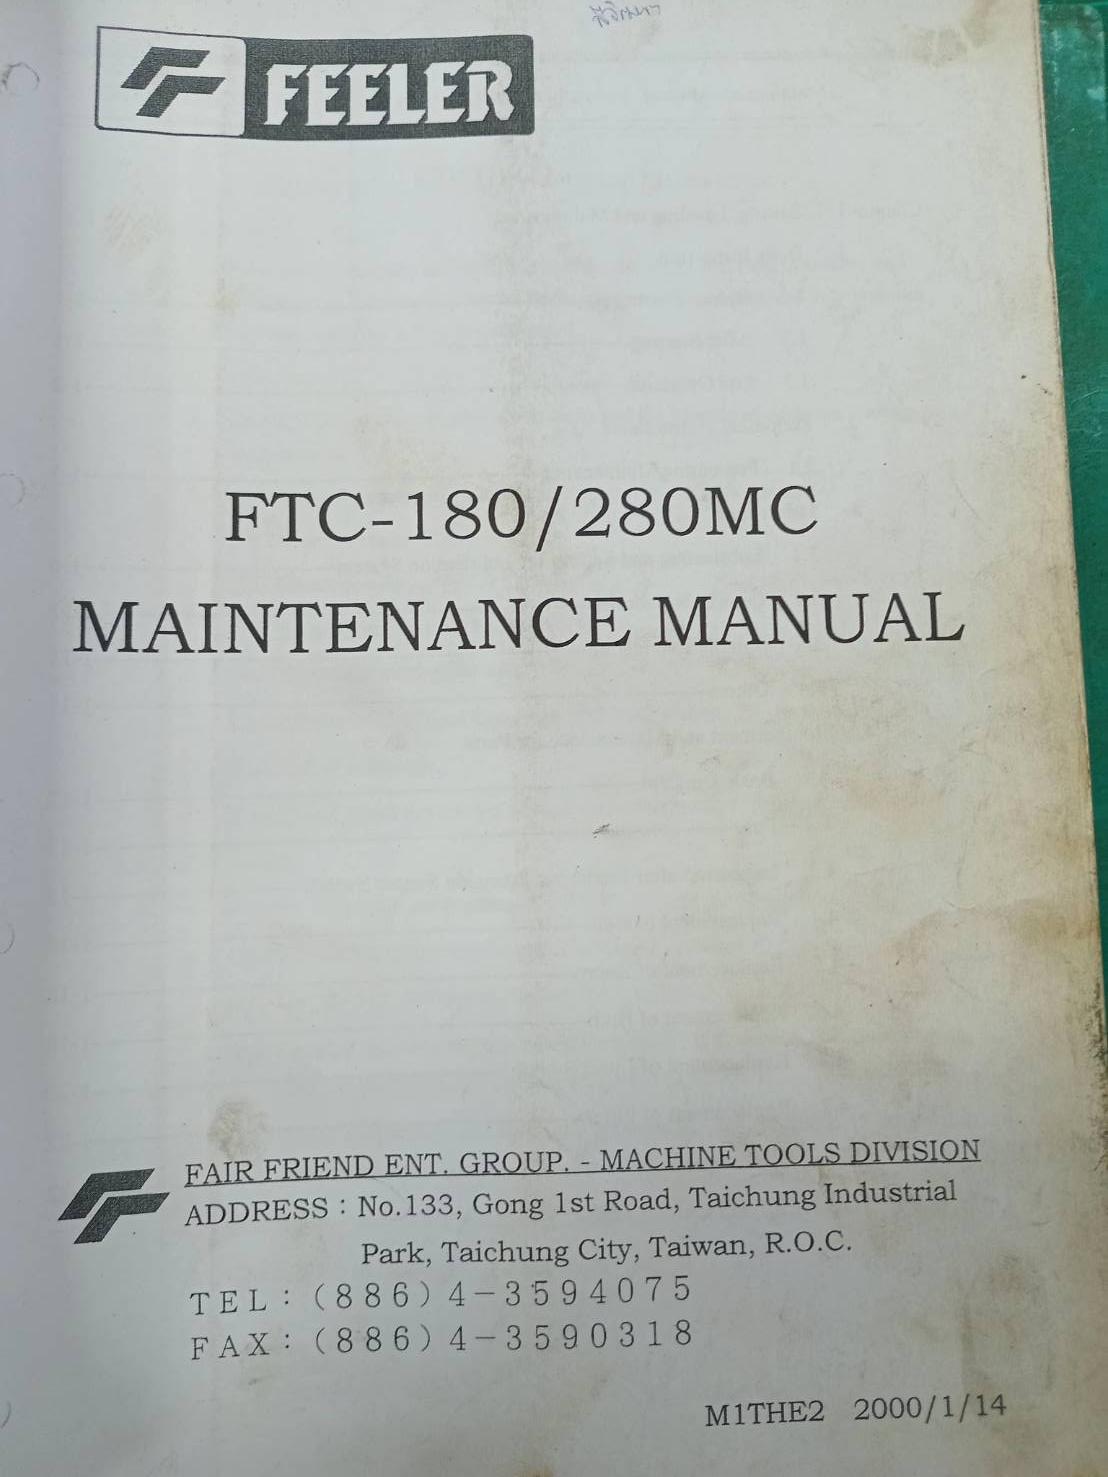 FEELER
FTC-180/280MC
MAINTENANCE MANUAL
FAIR FRIEND ENT. GROUP. - MACHINE TOOLS DIVISION
ADDRESS : No.133, Gong 1st Road, Taichung Industrial
Park, Taichung City, Taiwan, R.O.C.
TEL : (886) 4-3594075
FAX : (886) 4-3590318
M1THE2 2000/1/14